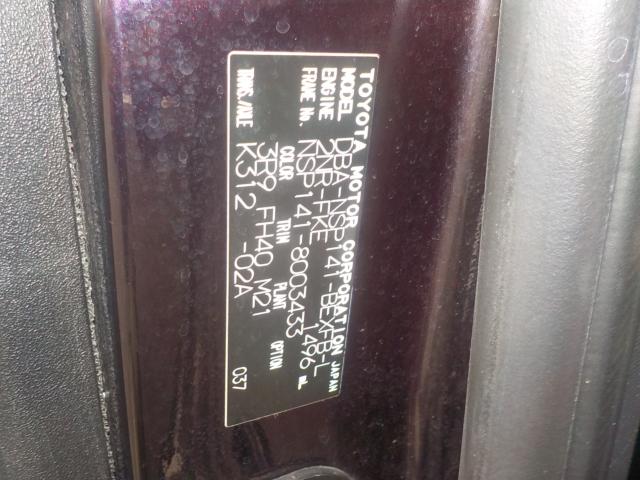 TOYOTA MOTOR CORPORATION JAPAN
MODEL DBA-NSP141-BEXFB-L
ENGINE 2NR-FKE 1496 mL
FRAME No. NSP141-8003433
COLOR TRIM PLANT OPTION
3R9 FH40 M21
TRANS./AXLE K312 -02A 037